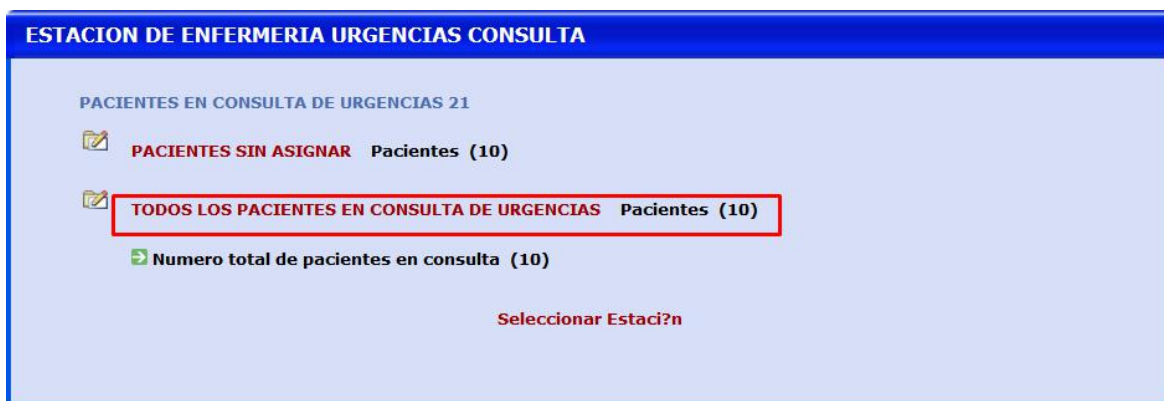 ESTACION DE ENFERMERIA URGENCIAS CONSULTA
PACIENTES EN CONSULTA DE URGENCIAS 21
PACIENTES SIN ASIGNAR Pacientes (10)
TODOS LOS PACIENTES EN CONSULTA DE URGENCIAS Pacientes (10)
Numero total de pacientes en consulta (10)
Seleccionar Estaci?n